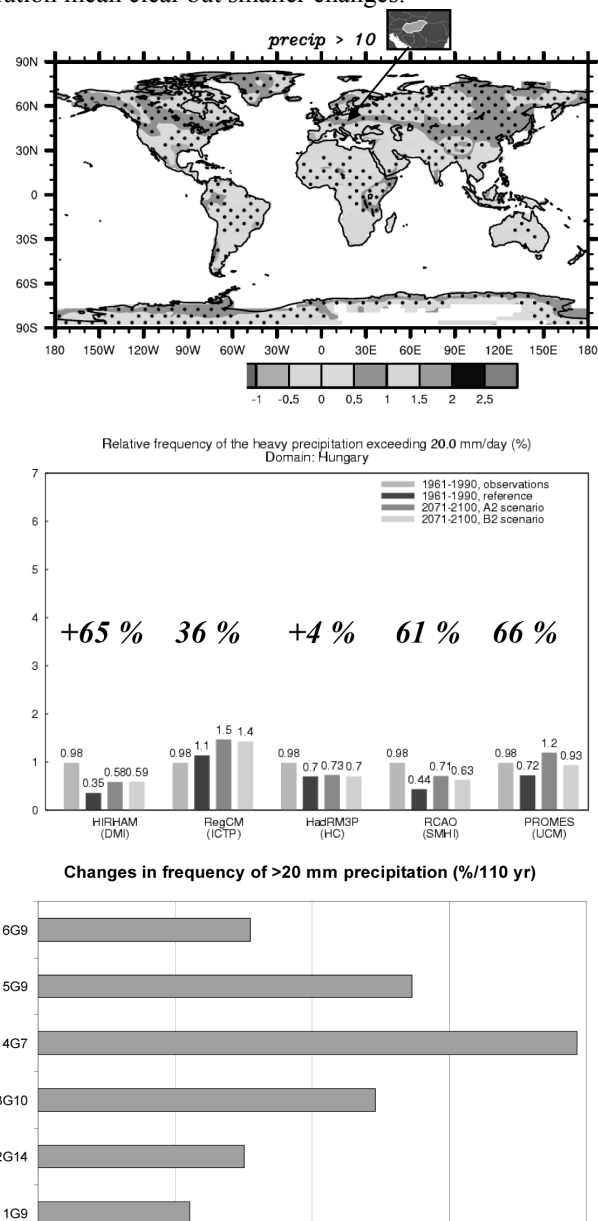 lution mean clear but smaller changes.
precip > 10
90N
60N
30N
0
30S
60S
90S
180 150W 120W 90W 60W 30W 0 30E 60E 90E 120E 150E 180
-1 -0.5 0 0.5 1 1.5 2 2.5
Relative frequency of the heavy precipitation exceeding 20.0 mm/day (%)
Domain: Hungary
7
1961-1990, observations
1961-1990, reference
2071-2100, A2 scenario
2071-2100, B2 scenario
6
5
4
+65 % 36 % +4 % 61 % 66 %
3
2
1
0
0.98 0.35 0.58 0.59
0.98 1.1 1.5 1.4
0.98 0.7 0.73 0.7
0.98 0.44 0.71 0.63
0.98 0.72 1.2 0.93
HIRHAM RegCM HadRM3P RCAO PROMES
(DMI) (ICTP) (HC) (SMHI) (UCM)
Changes in frequency of >20 mm precipitation (%/110 yr)
6G9
5G9
4G7
3G10
2G14
1G9